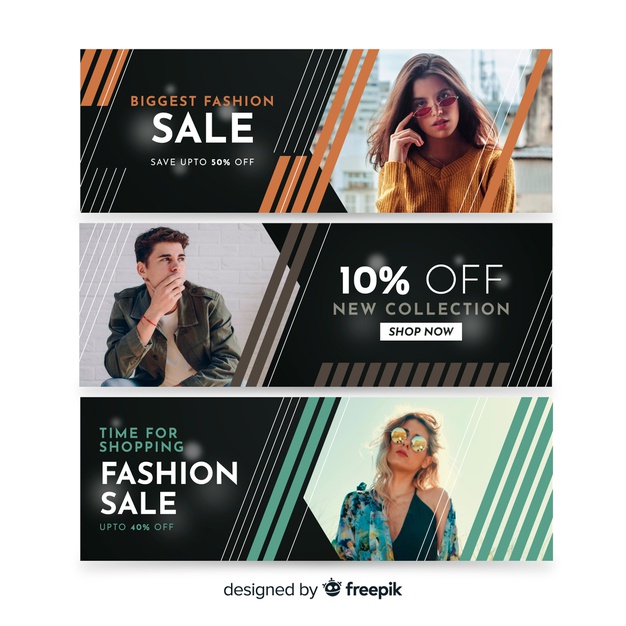 BIGGEST FASHION
SALE
SAVE UPTO 50% OFF
10% OFF
NEW COLLECTION
SHOP NOW
TIME FOR
SHOPPING
FASHION
SALE
UPTO 40% OFF
designed by freepik